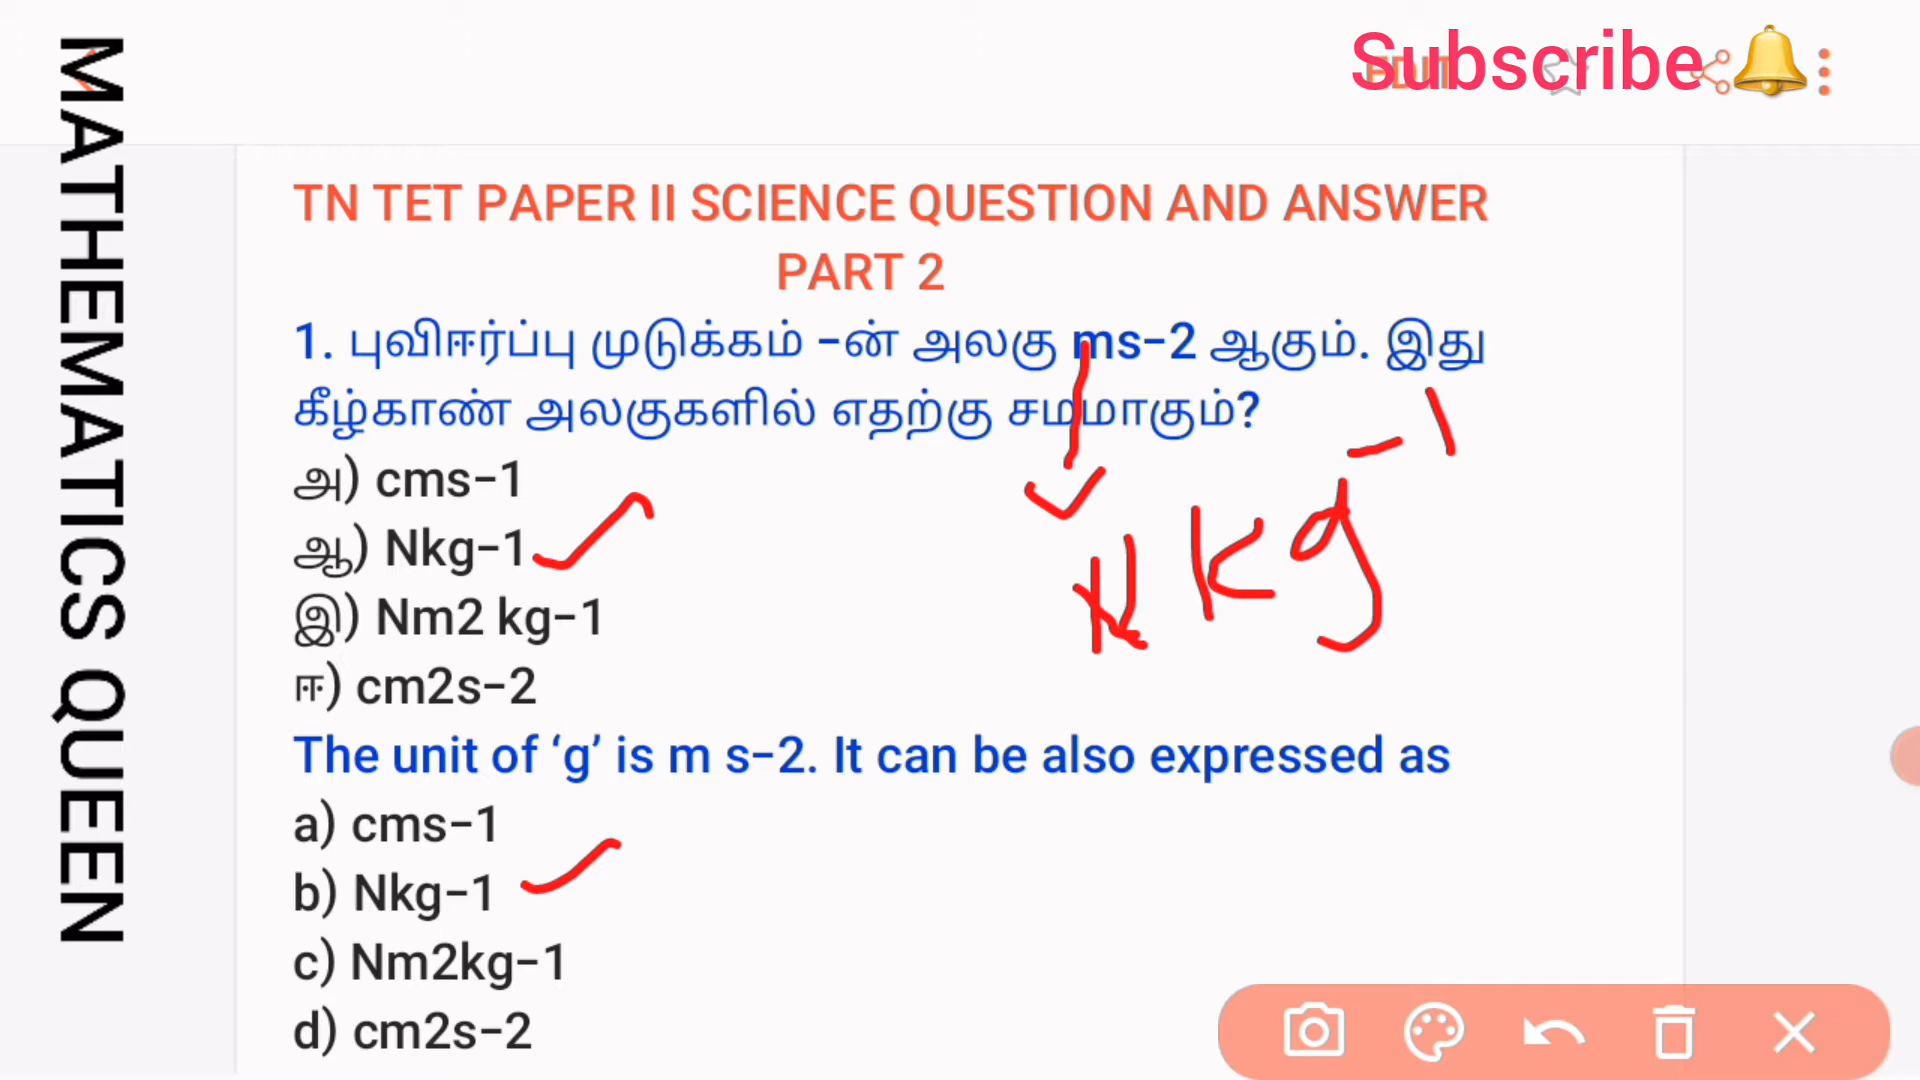 MATHEMATICS QUEEN
Subscribe 🔔
EDIT
TN TET PAPER II SCIENCE QUESTION AND ANSWER
PART 2
1. புவிஈர்ப்பு முடுக்கம் −ன் அலகு ms−2 ஆகும். இது
கீழ்காண் அலகுகளில் எதற்கு சமமாகும்?
அ) cms−1
ஆ) Nkg−1
இ) Nm2 kg−1
ஈ) cm2s−2
N kg−1
The unit of ‘g’ is m s−2. It can be also expressed as
a) cms−1
b) Nkg−1
c) Nm2kg−1
d) cm2s−2